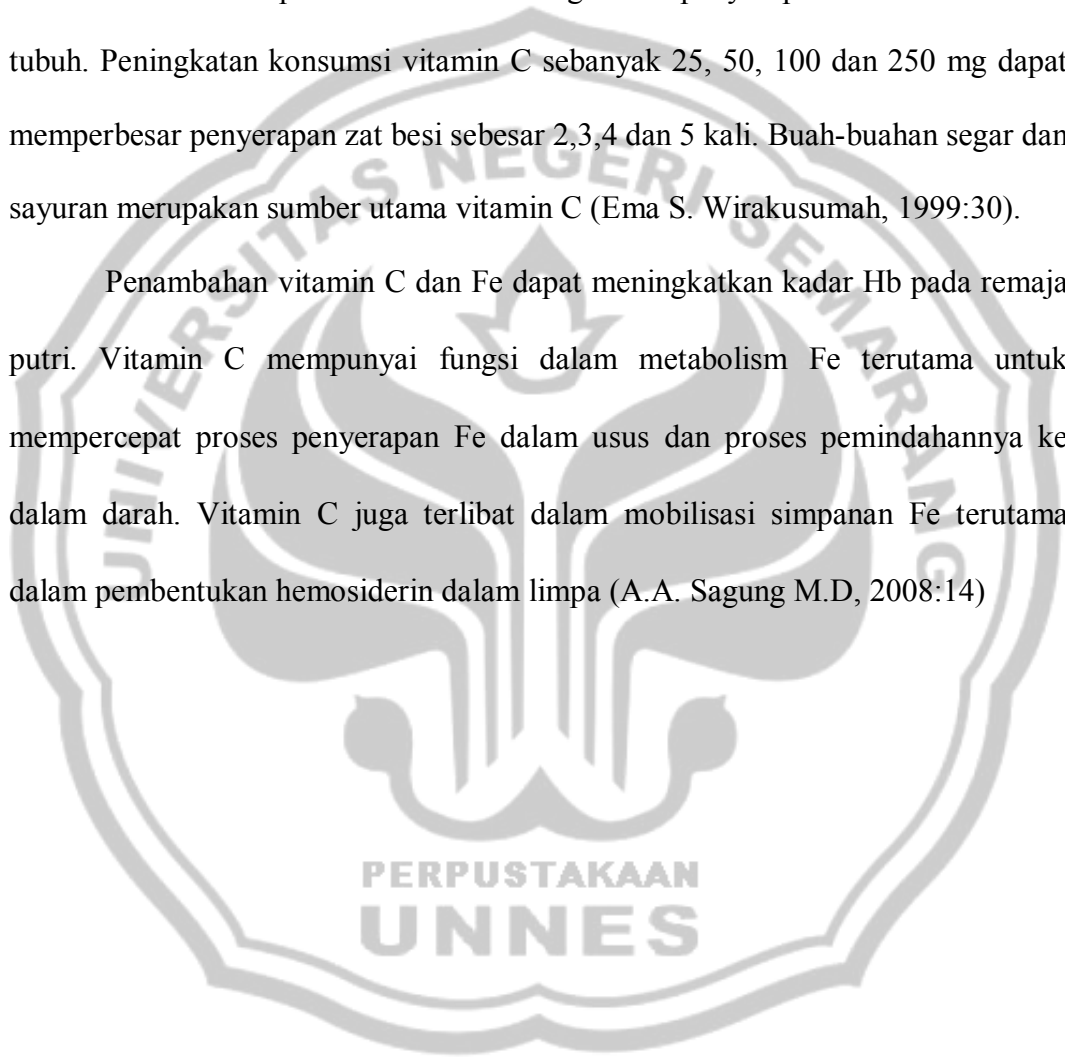 tubuh. Peningkatan konsumsi vitamin C sebanyak 25, 50, 100 dan 250 mg dapat
memperbesar penyerapan zat besi sebesar 2,3,4 dan 5 kali. Buah-buahan segar dan
sayuran merupakan sumber utama vitamin C (Ema S. Wirakusumah, 1999:30).
Penambahan vitamin C dan Fe dapat meningkatkan kadar Hb pada remaja
putri. Vitamin C mempunyai fungsi dalam metabolism Fe terutama untuk
mempercepat proses penyerapan Fe dalam usus dan proses pemindahannya ke
dalam darah. Vitamin C juga terlibat dalam mobilisasi simpanan Fe terutama
dalam pembentukan hemosiderin dalam limpa (A.A. Sagung M.D, 2008:14)
UNIVERSITAS NEGERI SEMARANG
PERPUSTAKAAN
UNNES